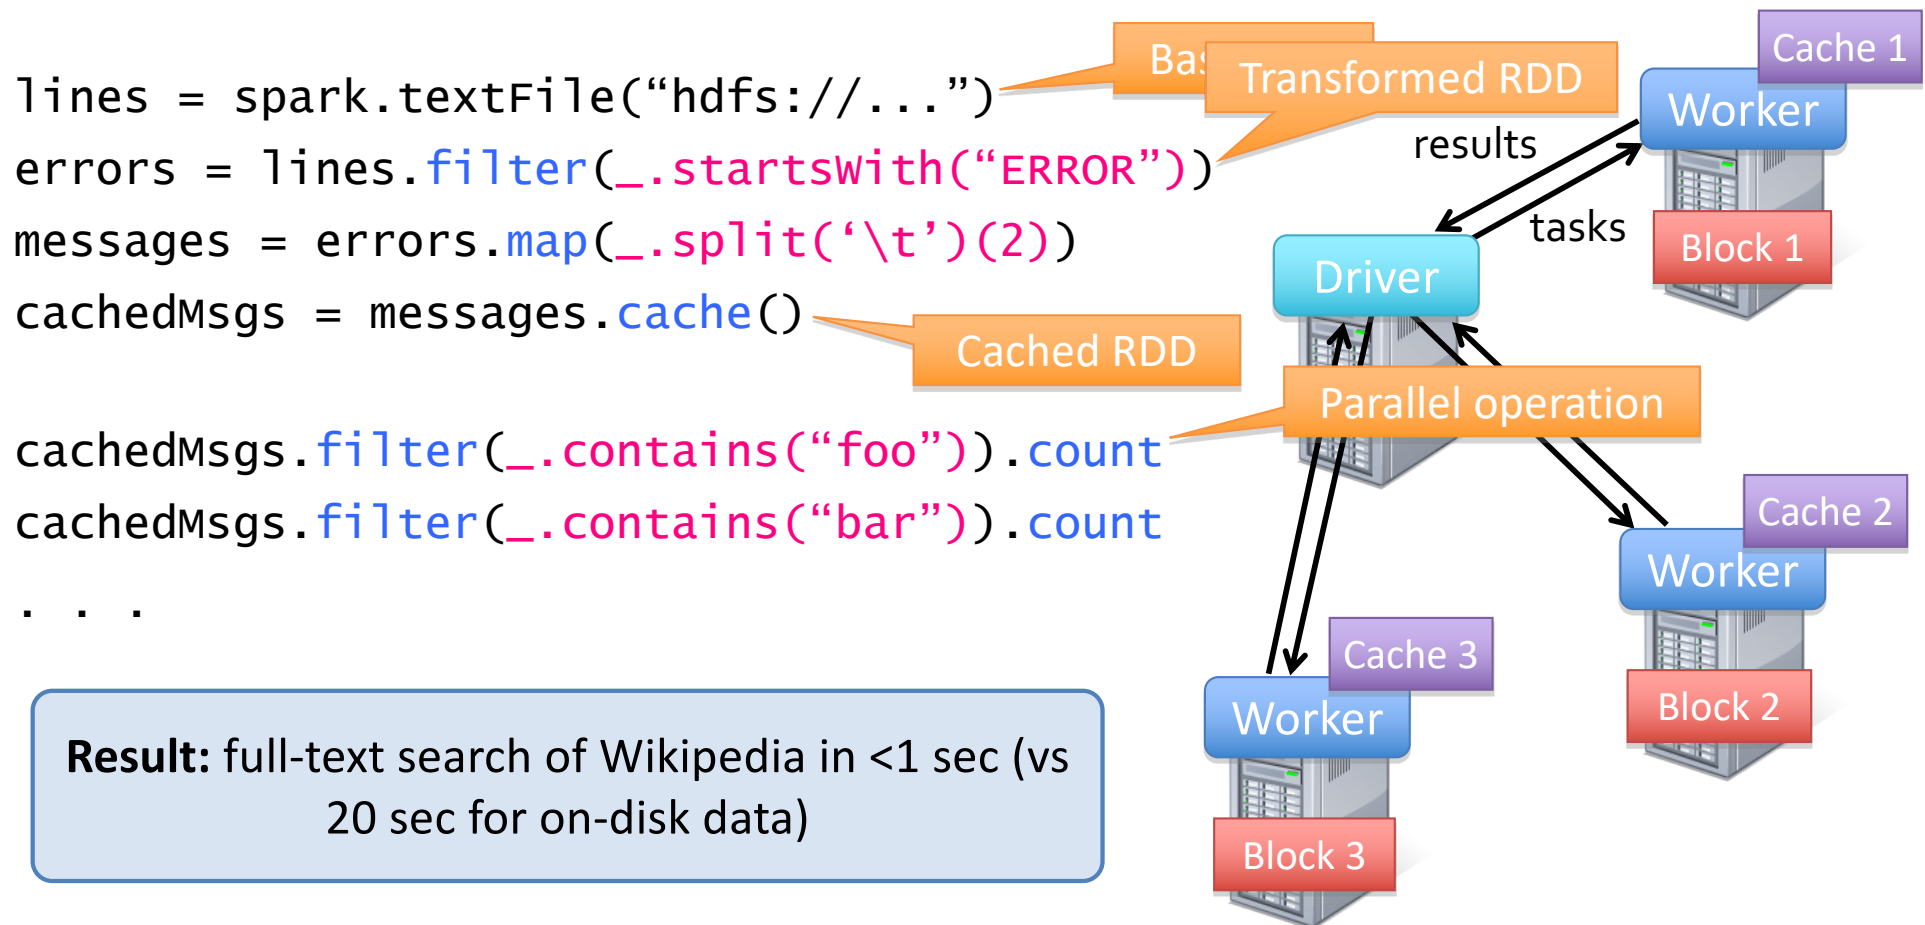 lines = spark.textFile(“hdfs://...”)
errors = lines.filter(_.startsWith(“ERROR”))
messages = errors.map(_.split(‘\t’)(2))
cachedMsgs = messages.cache()
cachedMsgs.filter(_.contains(“foo”)).count
cachedMsgs.filter(_.contains(“bar”)).count
. . .
Result: full-text search of Wikipedia in <1 sec (vs
20 sec for on-disk data)
Transformed RDD
Cached RDD
Parallel operation
results
tasks
Driver
Cache 1
Worker
Block 1
Cache 2
Worker
Block 2
Cache 3
Worker
Block 3